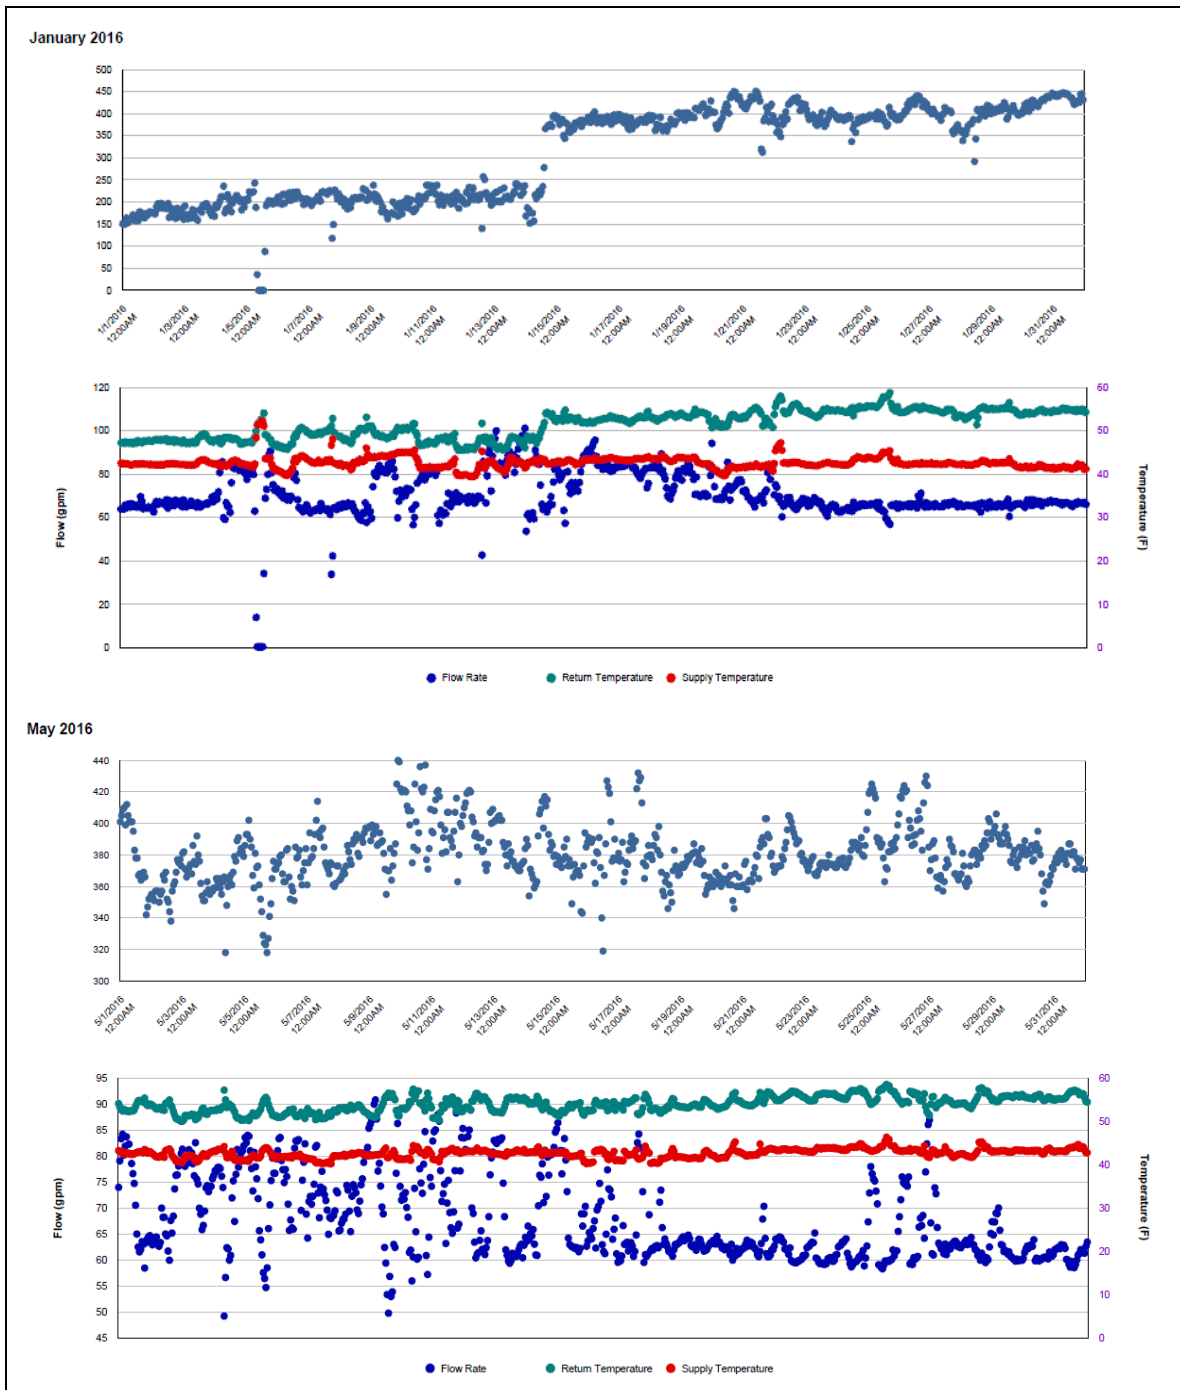 January 2016
500
450
400
350
300
250
200
150
100
50
0
1/1/2016 12:00AM
1/3/2016 12:00AM
1/5/2016 12:00AM
1/7/2016 12:00AM
1/9/2016 12:00AM
1/11/2016 12:00AM
1/13/2016 12:00AM
1/15/2016 12:00AM
1/17/2016 12:00AM
1/19/2016 12:00AM
1/21/2016 12:00AM
1/23/2016 12:00AM
1/25/2016 12:00AM
1/27/2016 12:00AM
1/29/2016 12:00AM
1/31/2016 12:00AM
Flow (gpm)
120
100
80
60
40
20
0
60
50
40
30
20
10
0
Temperature (F)
Flow Rate
Return Temperature
Supply Temperature
May 2016
440
420
400
380
360
340
320
300
5/1/2016 12:00AM
5/3/2016 12:00AM
5/5/2016 12:00AM
5/7/2016 12:00AM
5/9/2016 12:00AM
5/11/2016 12:00AM
5/13/2016 12:00AM
5/15/2016 12:00AM
5/17/2016 12:00AM
5/19/2016 12:00AM
5/21/2016 12:00AM
5/23/2016 12:00AM
5/25/2016 12:00AM
5/27/2016 12:00AM
5/29/2016 12:00AM
5/31/2016 12:00AM
Flow (gpm)
95
90
85
80
75
70
65
60
55
50
45
60
50
40
30
20
10
0
Temperature (F)
Flow Rate
Return Temperature
Supply Temperature